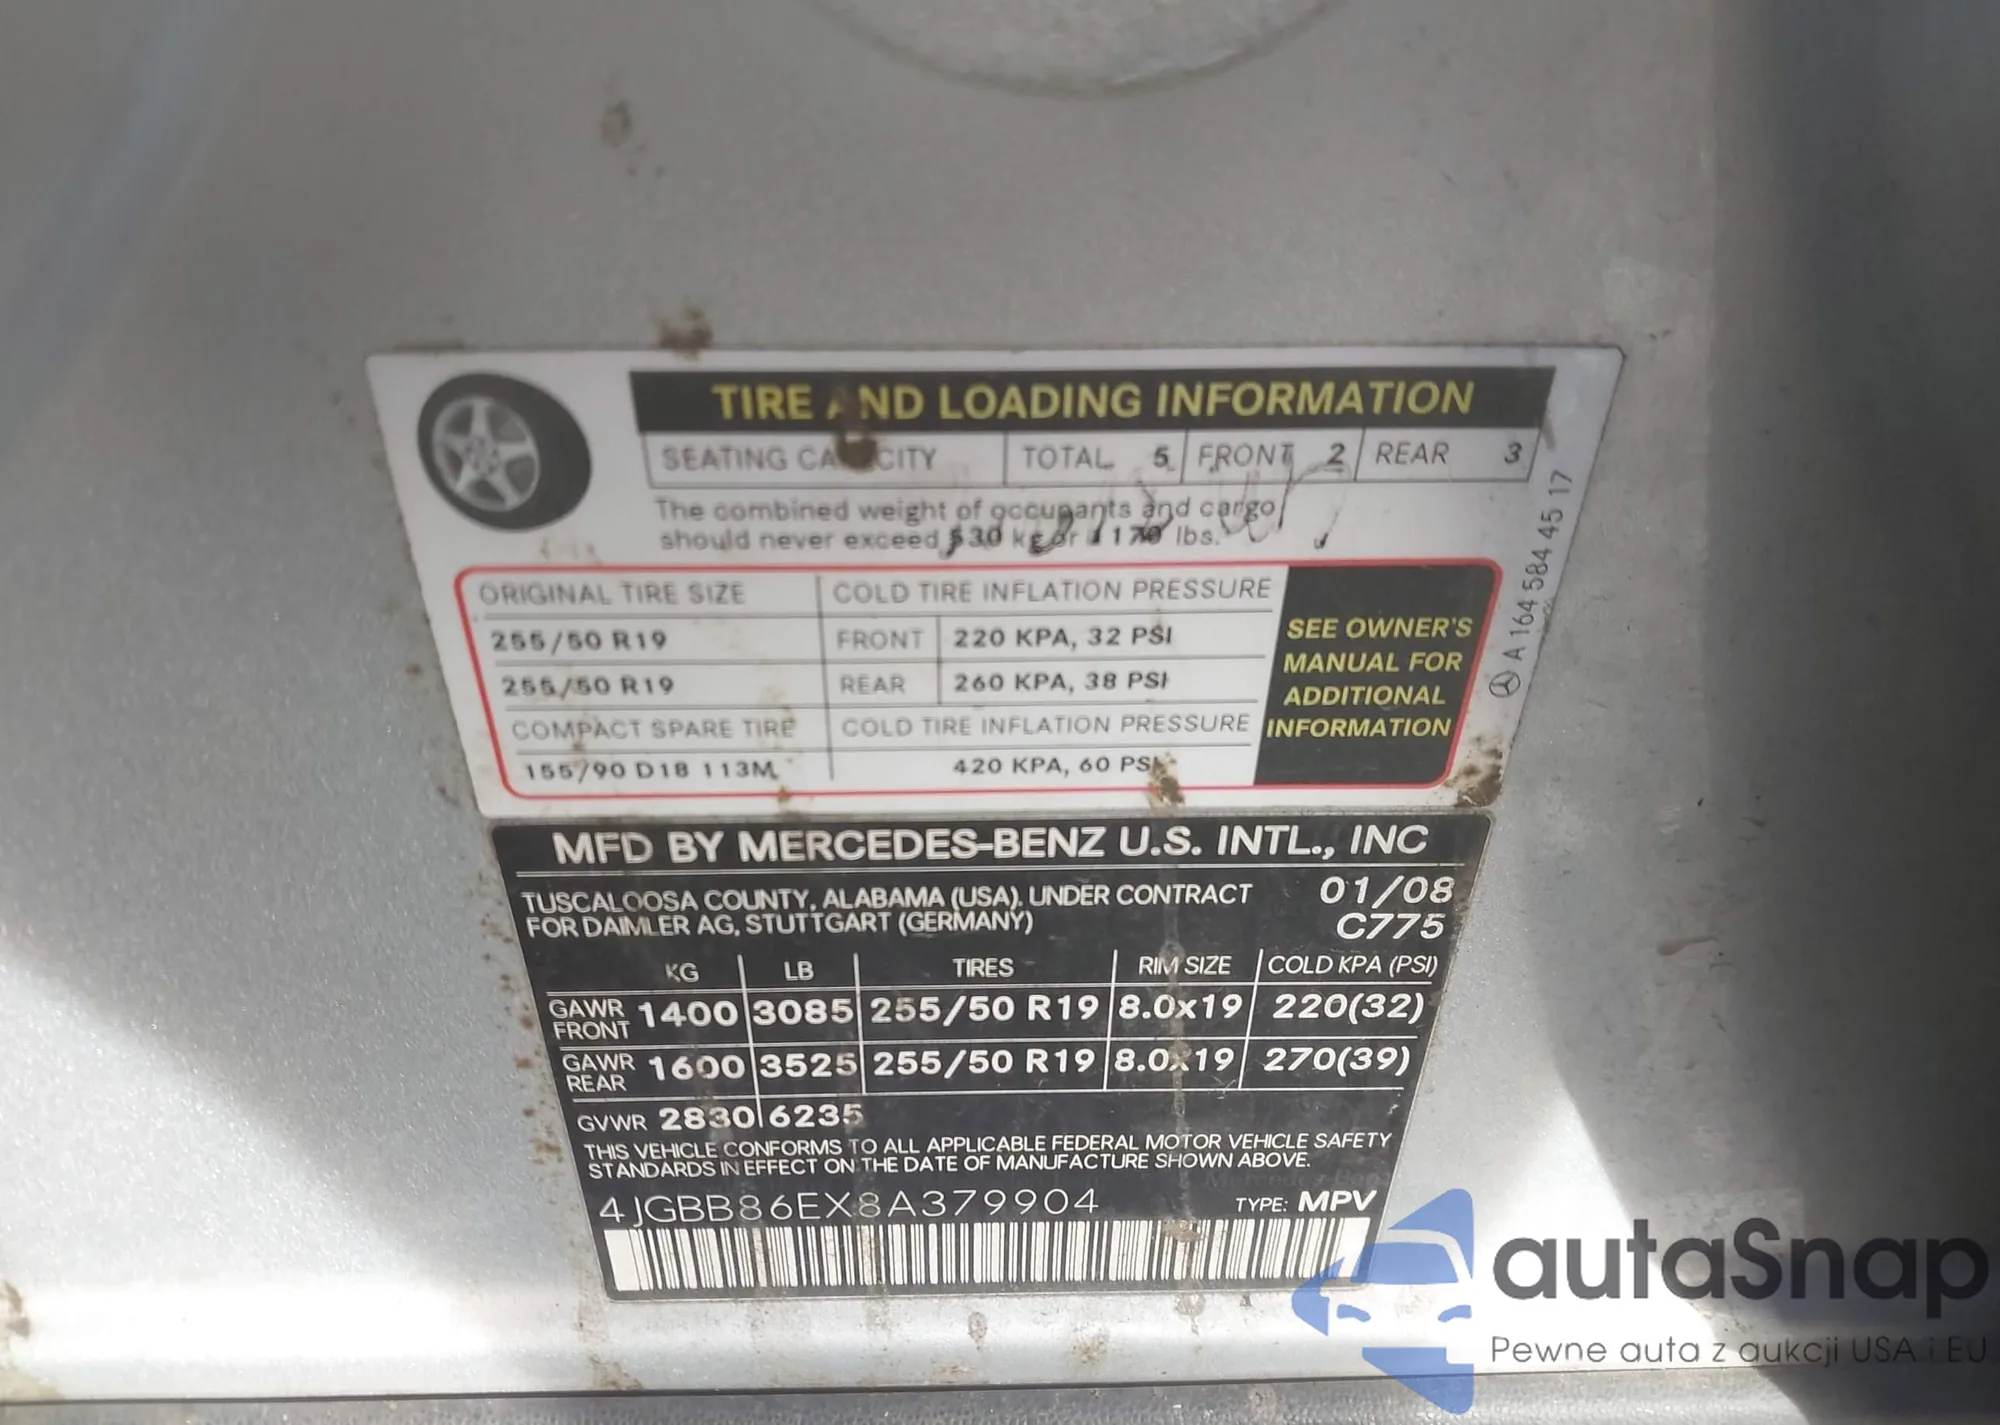 TIRE AND LOADING INFORMATION
SEATING CAPACITY TOTAL 5 FRONT 2 REAR 3
The combined weight of occupants and cargo
should never exceed 530 kg or 1170 lbs.
ORIGINAL TIRE SIZE COLD TIRE INFLATION PRESSURE
255/50 R19 FRONT 220 KPA, 32 PSI
255/50 R19 REAR 260 KPA, 38 PSI
COMPACT SPARE TIRE COLD TIRE INFLATION PRESSURE
155/90 D18 113M 420 KPA, 60 PSI
SEE OWNER'S
MANUAL FOR
ADDITIONAL
INFORMATION
A 164 584 45 17
MFD BY MERCEDES-BENZ U.S. INTL., INC
TUSCALOOSA COUNTY, ALABAMA (USA), UNDER CONTRACT 01/08
FOR DAIMLER AG, STUTTGART (GERMANY) C775
KG LB TIRES RIM SIZE COLD KPA (PSI)
GAWR FRONT 1400 3085 255/50 R19 8.0x19 220(32)
GAWR REAR 1600 3525 255/50 R19 8.0x19 270(39)
GVWR 2830 6235
THIS VEHICLE CONFORMS TO ALL APPLICABLE FEDERAL MOTOR VEHICLE SAFETY
STANDARDS IN EFFECT ON THE DATE OF MANUFACTURE SHOWN ABOVE.
4JGBB86EX8A379904 TYPE: MPV
autaSnap
Pewne auta z aukcji USA i EU